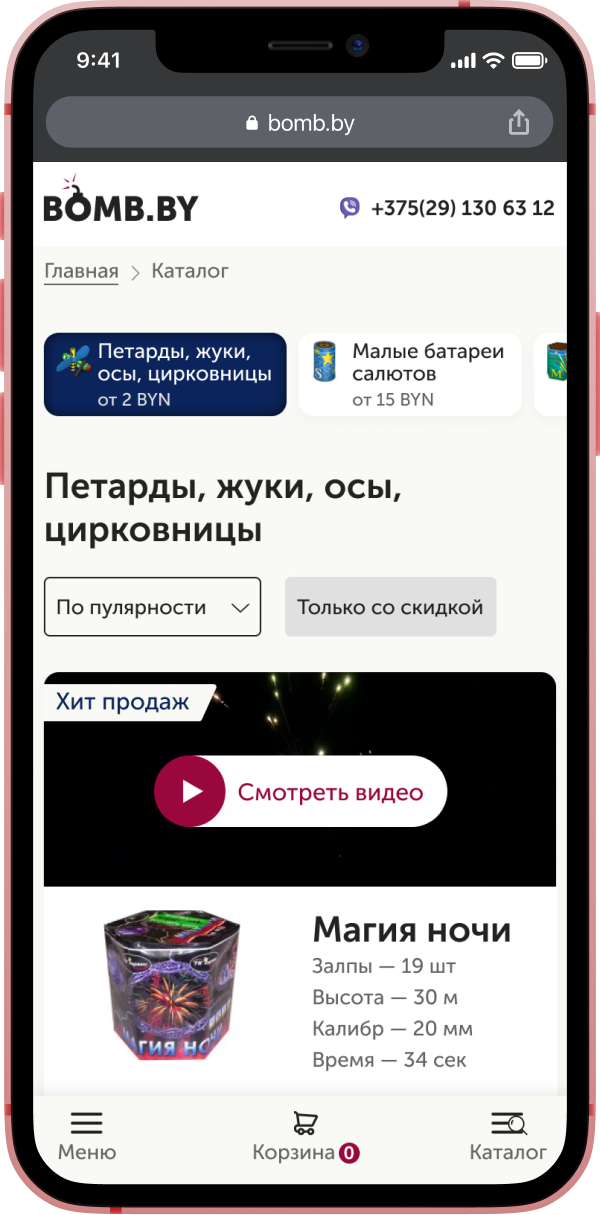 9:41
bomb.by
BOMB.BY
+375(29) 130 63 12
Главная
Каталог
Петарды, жуки,
осы, цирковницы
от 2 BYN
Малые батареи
салютов
от 15 BYN
S
M
Петарды, жуки, осы,
цирковницы
По пулярности
Только со скидкой
Хит продаж
Смотреть видео
МАГИЯ НОЧИ
Магия ночи
Залпы — 19 шт
Высота — 30 м
Калибр — 20 мм
Время — 34 сек
Меню
Корзина 0
Каталог